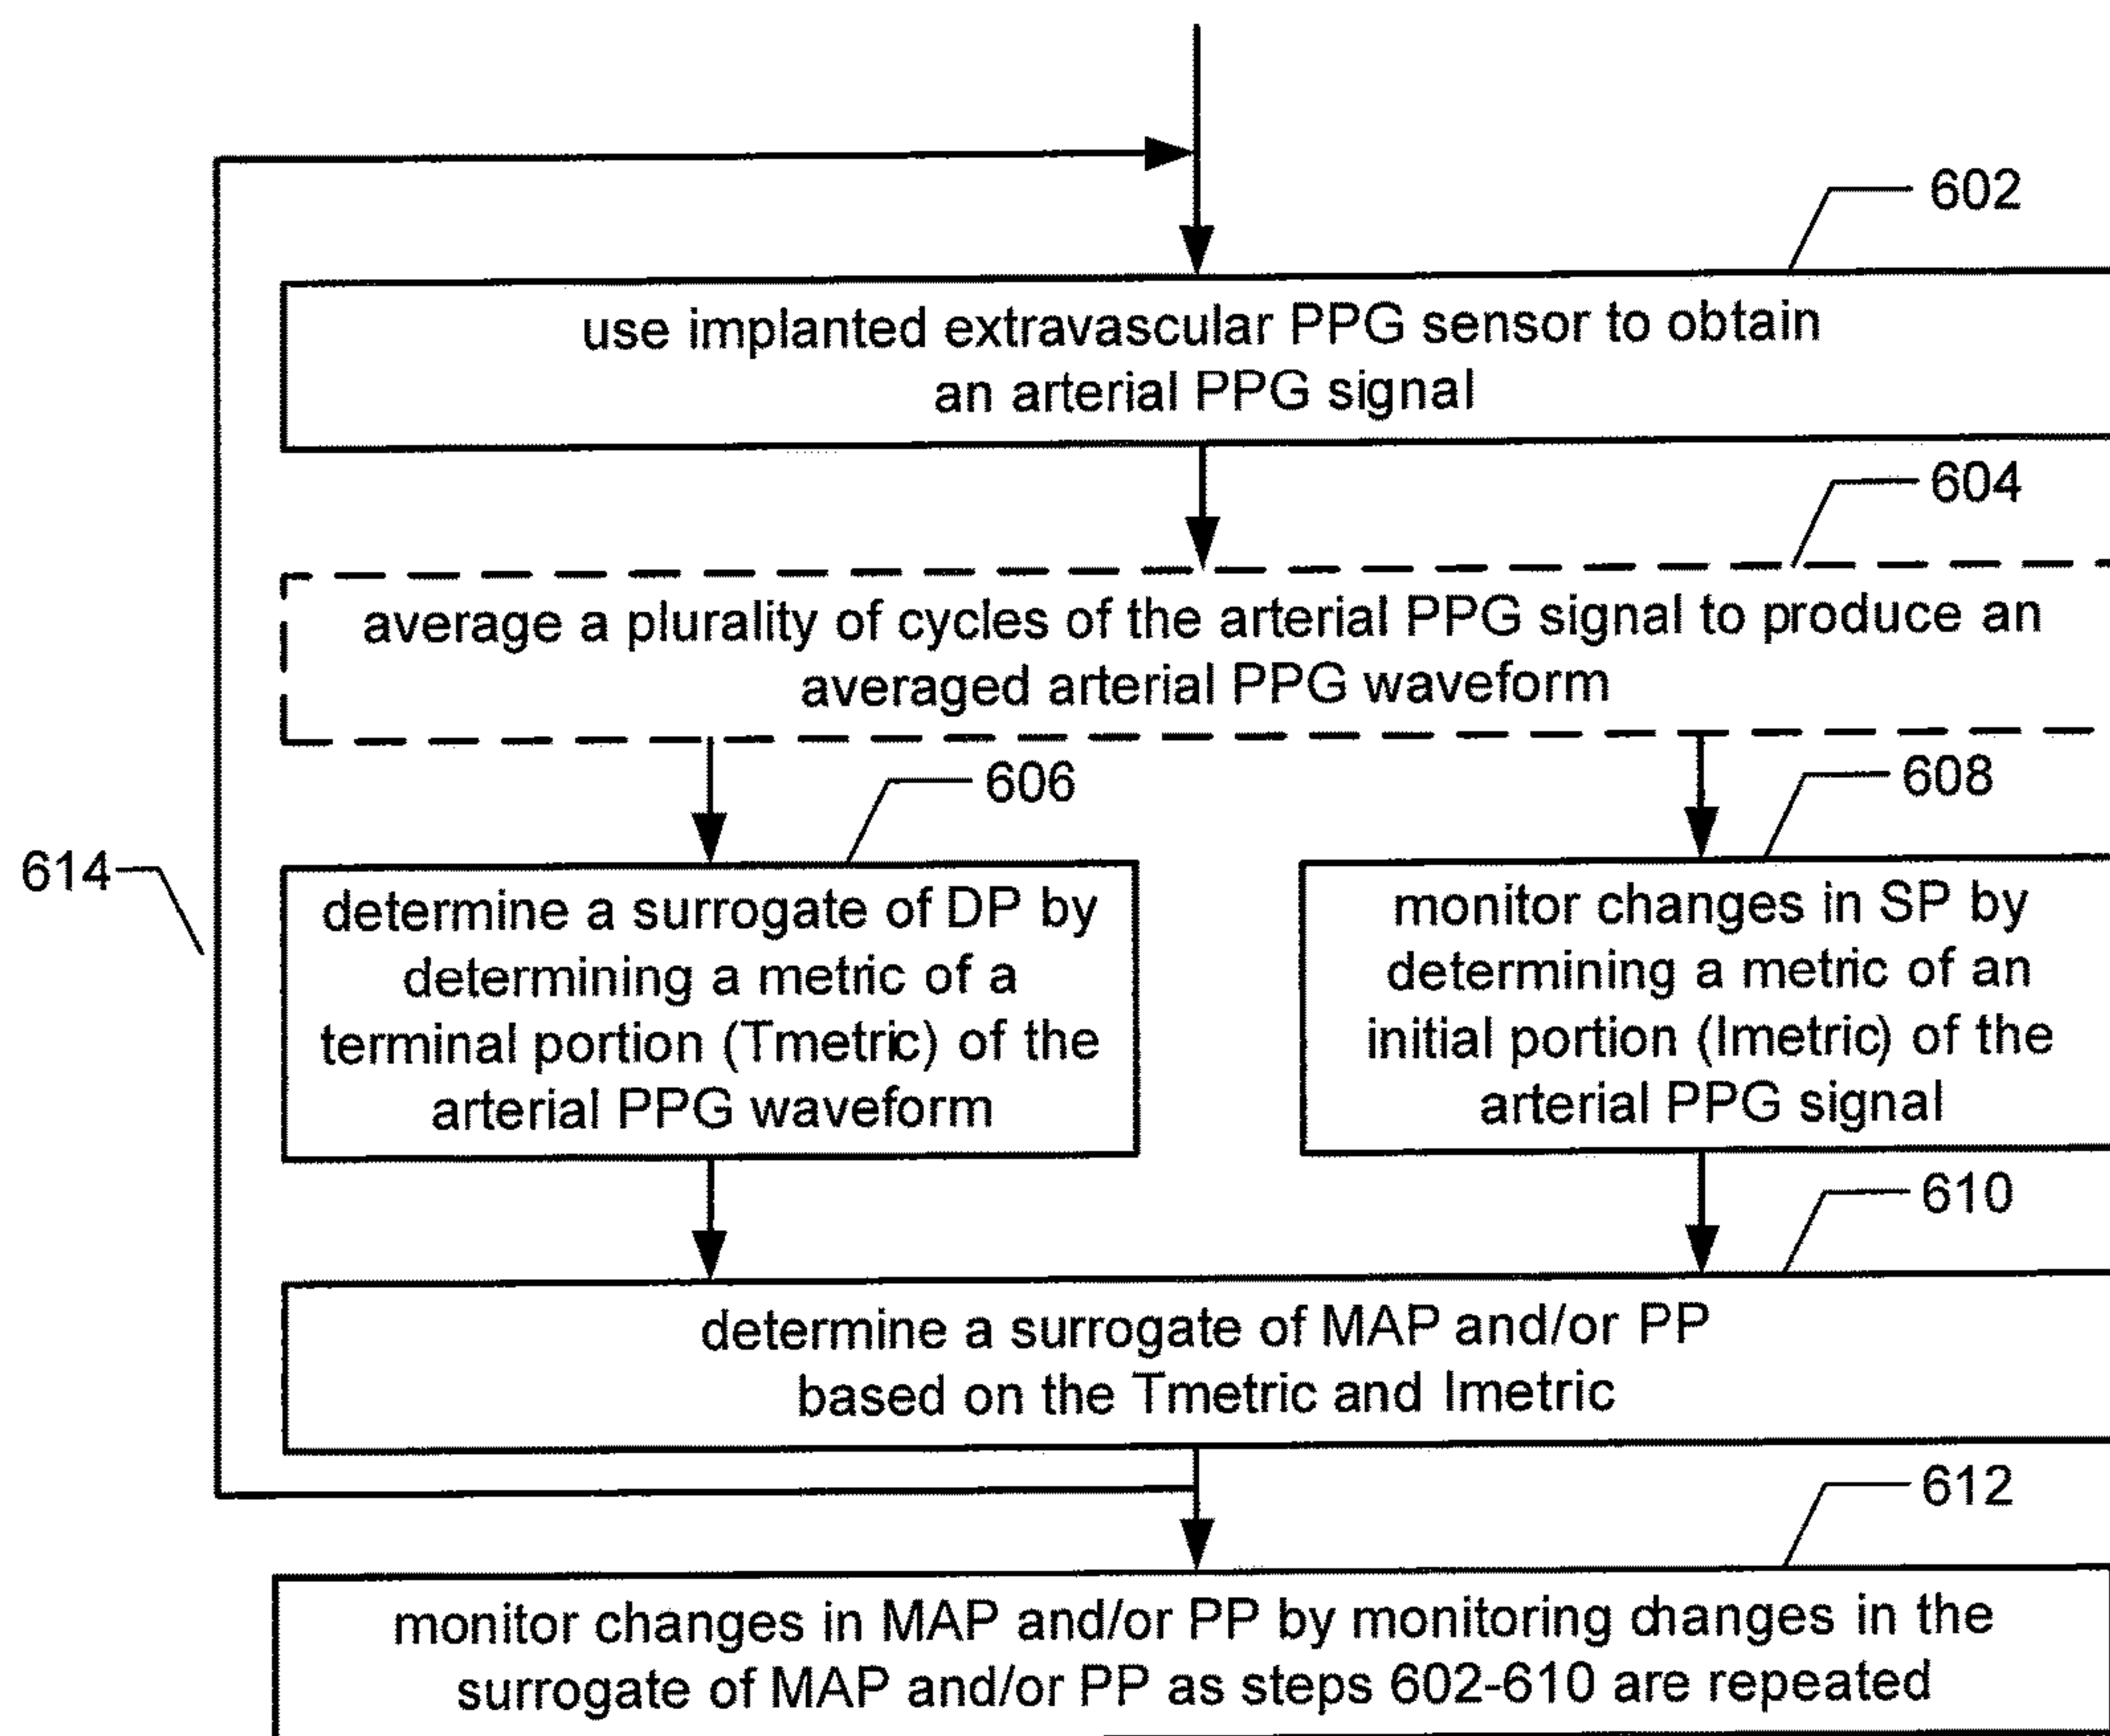 602
use implanted extravascular PPG sensor to obtain
an arterial PPG signal
604
average a plurality of cycles of the arterial PPG signal to produce an
averaged arterial PPG waveform
606
608
614
determine a surrogate of DP by
determining a metric of a
terminal portion (Tmetric) of the
arterial PPG waveform
monitor changes in SP by
determining a metric of an
initial portion (Imetric) of the
arterial PPG signal
610
determine a surrogate of MAP and/or PP
based on the Tmetric and Imetric
612
monitor changes in MAP and/or PP by monitoring changes in the
surrogate of MAP and/or PP as steps 602-610 are repeated